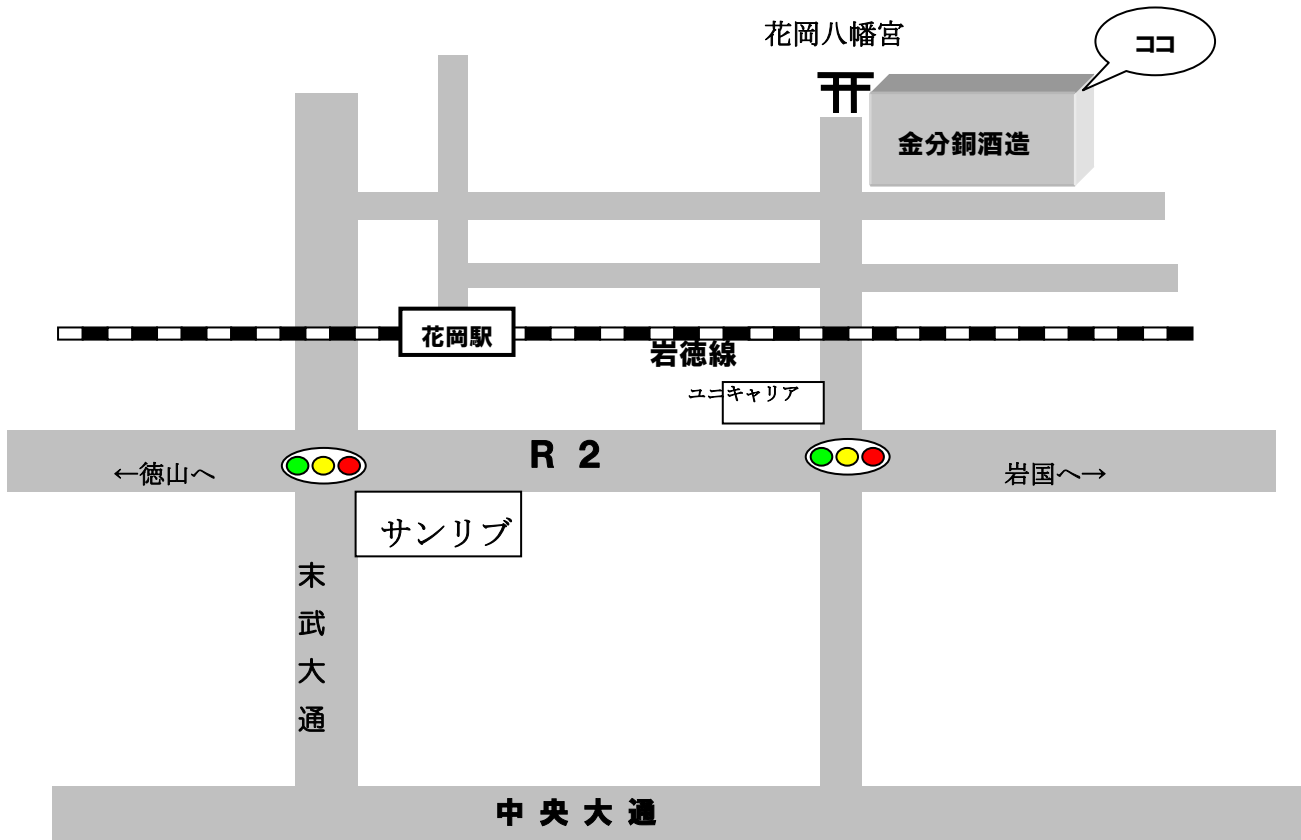 花岡八幡宮
ココ
金分銅酒造
花岡駅
岩徳線
ユニキャリア
R 2
←徳山へ
岩国へ→
サンリブ
末武大通
中央大通